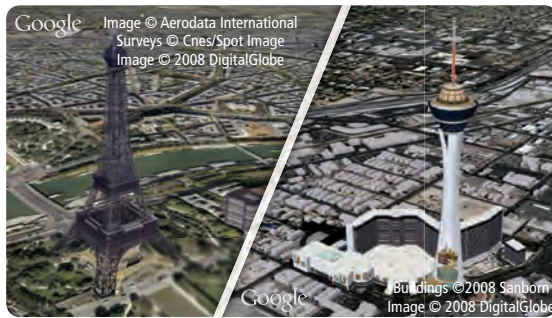 Google
Image © Aerodata International
Surveys © Cnes/Spot Image
Image © 2008 DigitalGlobe
Google
Buildings ©2008 Sanborn
Image © 2008 DigitalGlobe